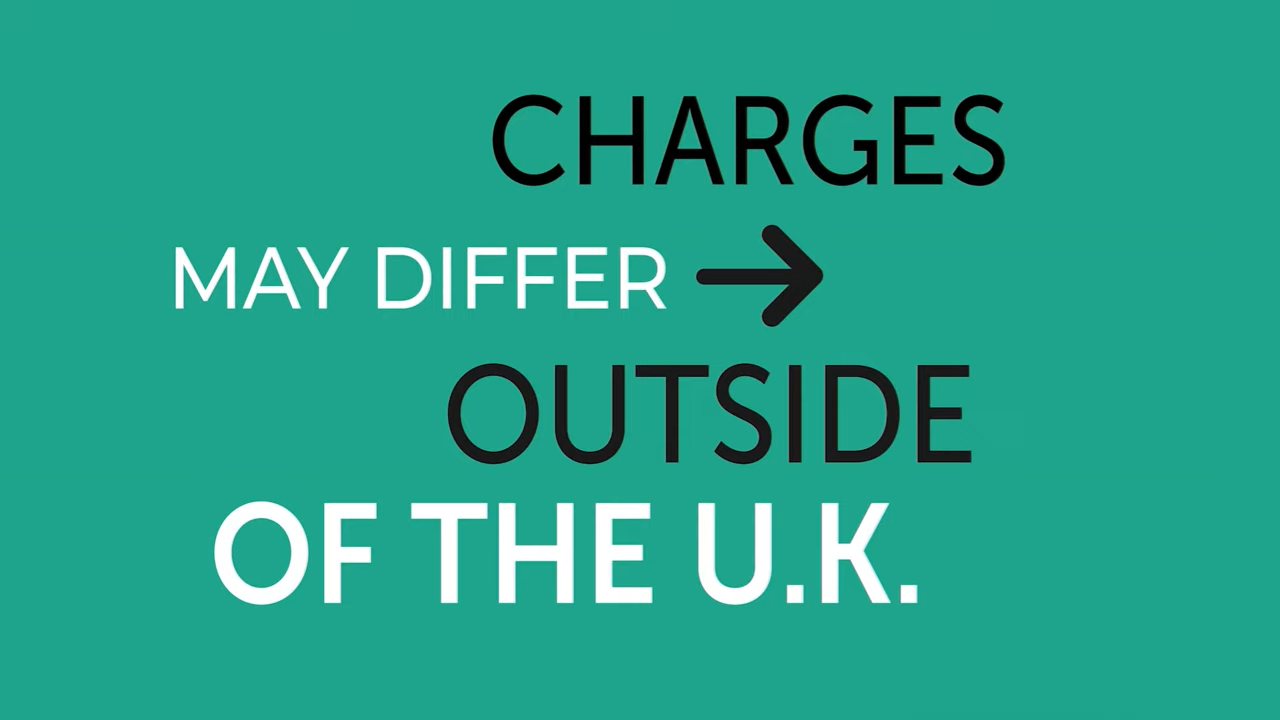 CHARGES
MAY DIFFER
OUTSIDE
OF THE U.K.